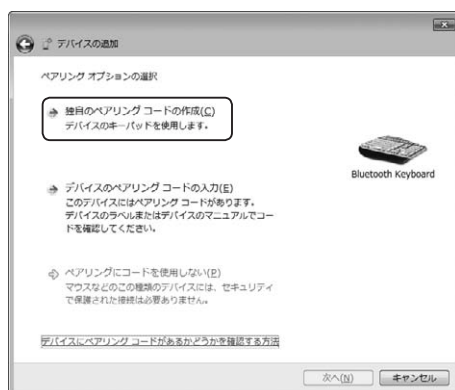 デバイスの追加
ペアリング オプションの選択
独自のペアリング コードの作成(C)
デバイスのキーパッドを使用します。
Bluetooth Keyboard
デバイスのペアリング コードの入力(E)
このデバイスにはペアリング コードがあります。
デバイスのラベルまたはデバイスのマニュアルでコー
ドを確認してください。
ペアリングにコードを使用しない(P)
マウスなどのこの種類のデバイスには、セキュリティ
で保護された接続は必要ありません。
デバイスにペアリング コードがあるかどうかを確認する方法
次へ(N)
キャンセル